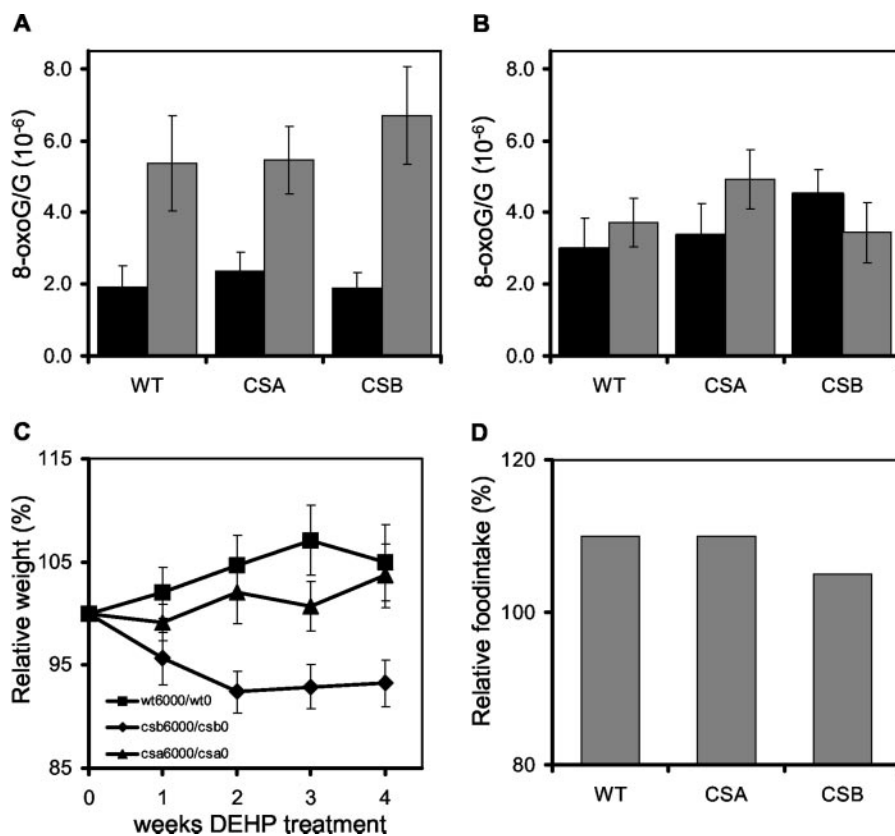 A
8-oxoG/G (10⁻⁶)
8.0
6.0
4.0
2.0
0.0
WT CSA CSB
B
8-oxoG/G (10⁻⁶)
8.0
6.0
4.0
2.0
0.0
WT CSA CSB
C
Relative weight (%)
115
105
95
85
wt6000/wt0
csb6000/csb0
csa6000/csa0
0 1 2 3 4
weeks DEHP treatment
D
Relative foodintake (%)
120
100
80
WT CSA CSB